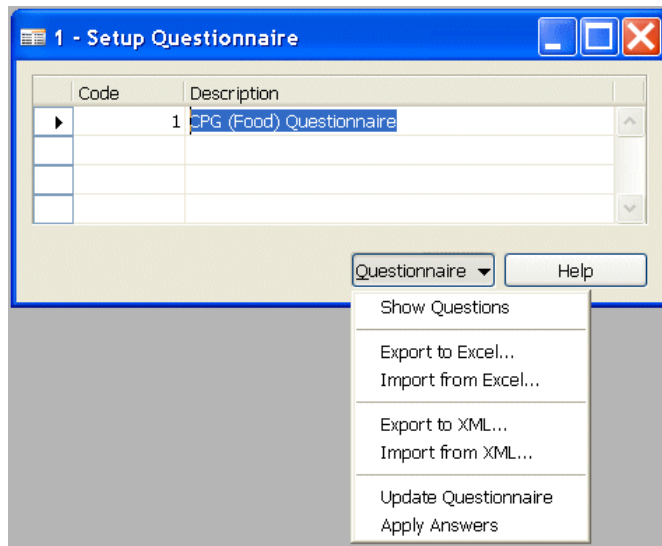 1 - Setup Questionnaire
Code Description
1 CPG (Food) Questionnaire
Questionnaire Help
Show Questions
Export to Excel...
Import from Excel...
Export to XML...
Import from XML...
Update Questionnaire
Apply Answers